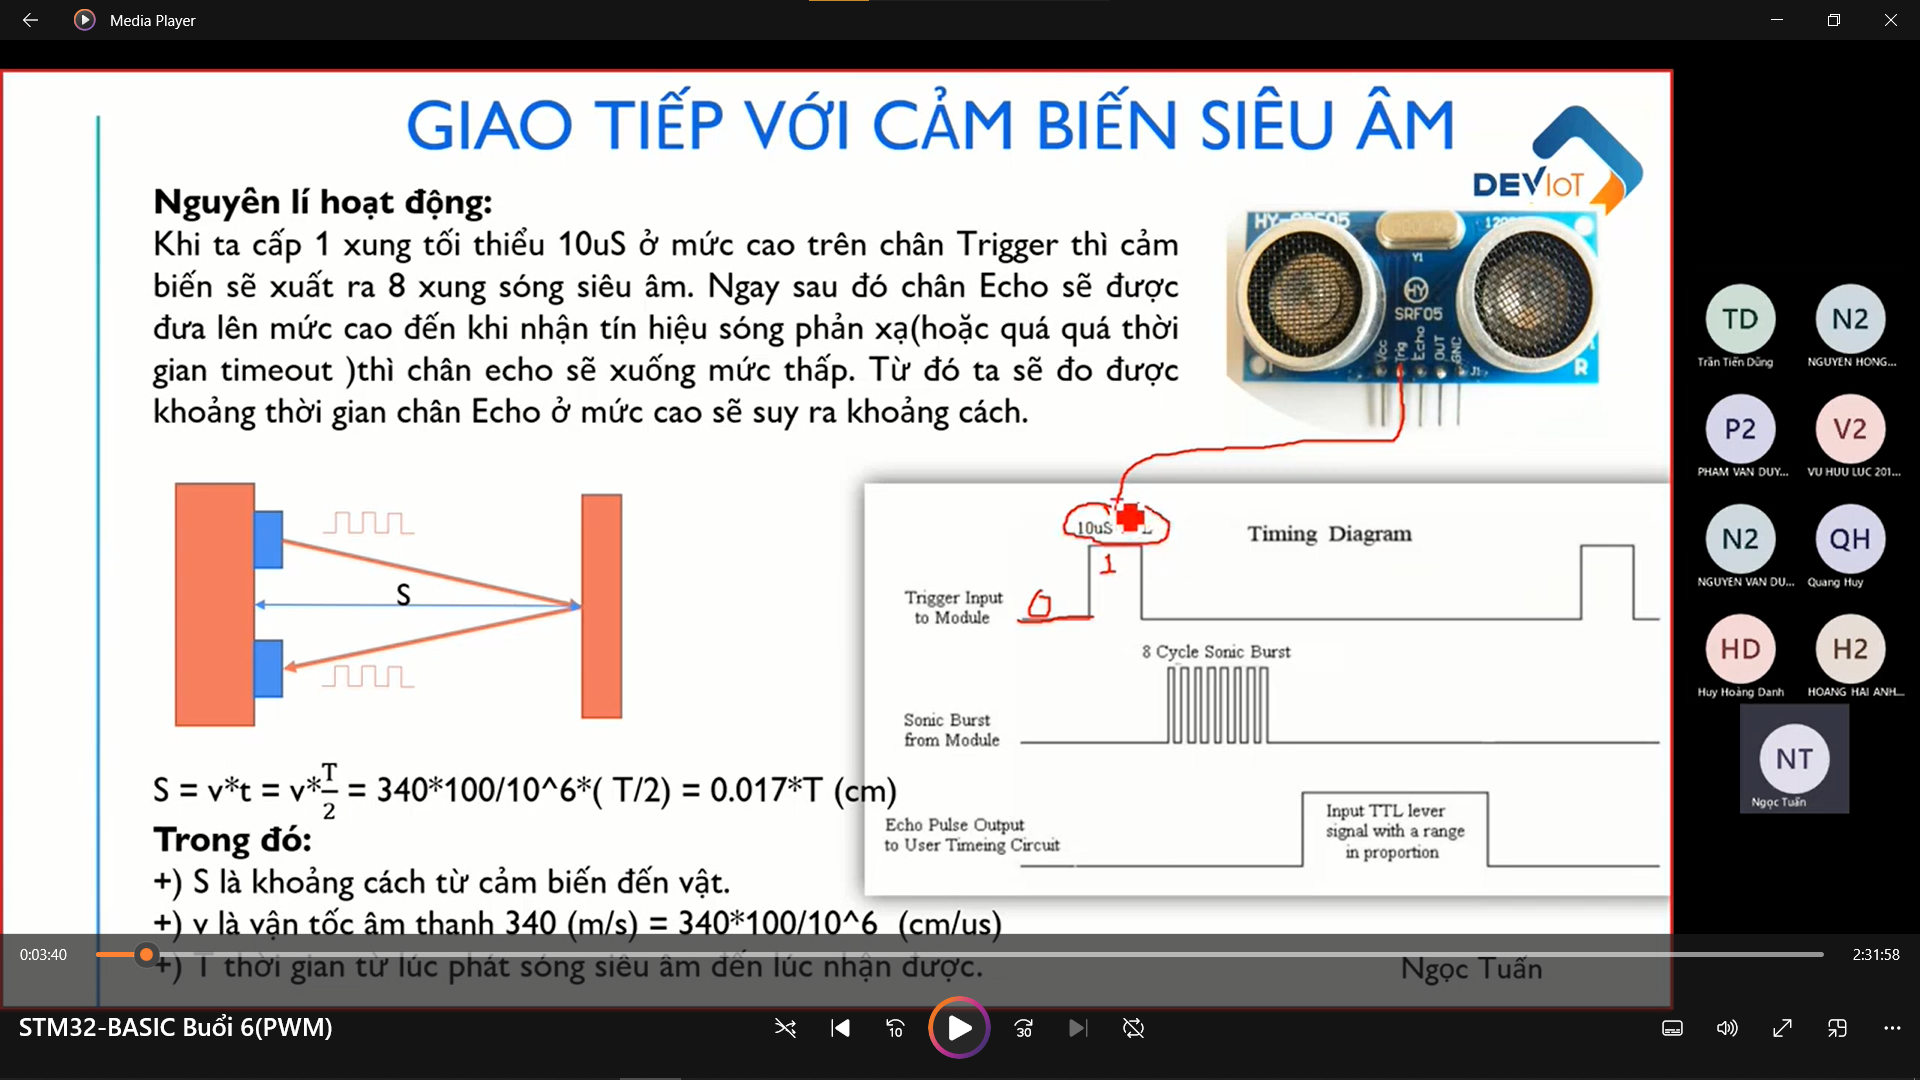 Media Player
GIAO TIẾP VỚI CẢM BIẾN SIÊU ÂM
DEVIoT
Nguyên lí hoạt động:
Khi ta cấp 1 xung tối thiểu 10uS ở mức cao trên chân Trigger thì cảm
biến sẽ xuất ra 8 xung sóng siêu âm. Ngay sau đó chân Echo sẽ được
đưa lên mức cao đến khi nhận tín hiệu sóng phản xạ(hoặc quá quá thời
gian timeout )thì chân echo sẽ xuống mức thấp. Từ đó ta sẽ đo được
khoảng thời gian chân Echo ở mức cao sẽ suy ra khoảng cách.
HY-SRF05
Y1
HY
SRF05
Vcc
Trig
Echo
OUT
GNC
J1
R
S
10uS
Timing Diagram
1
0
Trigger Input
to Module
8 Cycle Sonic Burst
Sonic Burst
from Module
Echo Pulse Output
to User Timeing Circuit
Input TTL lever
signal with a range
in proportion
S = v*t = v*T/2 = 340*100/10^6*( T/2) = 0.017*T (cm)
Trong đó:
+) S là khoảng cách từ cảm biến đến vật.
+) v là vận tốc âm thanh 340 (m/s) = 340*100/10^6 (cm/us)
+) T thời gian từ lúc phát sóng siêu âm đến lúc nhận được.
Ngọc Tuấn
TD
Trần Tiến Dũng
N2
NGUYEN HONG...
P2
PHAM VAN DUY...
V2
VU HUU LUC 201...
N2
NGUYEN VAN DU...
QH
Quang Huy
HD
Huy Hoàng Danh
H2
HOANG HAI ANH...
NT
Ngọc Tuấn
0:03:40
2:31:58
STM32-BASIC Buổi 6(PWM)
10
30